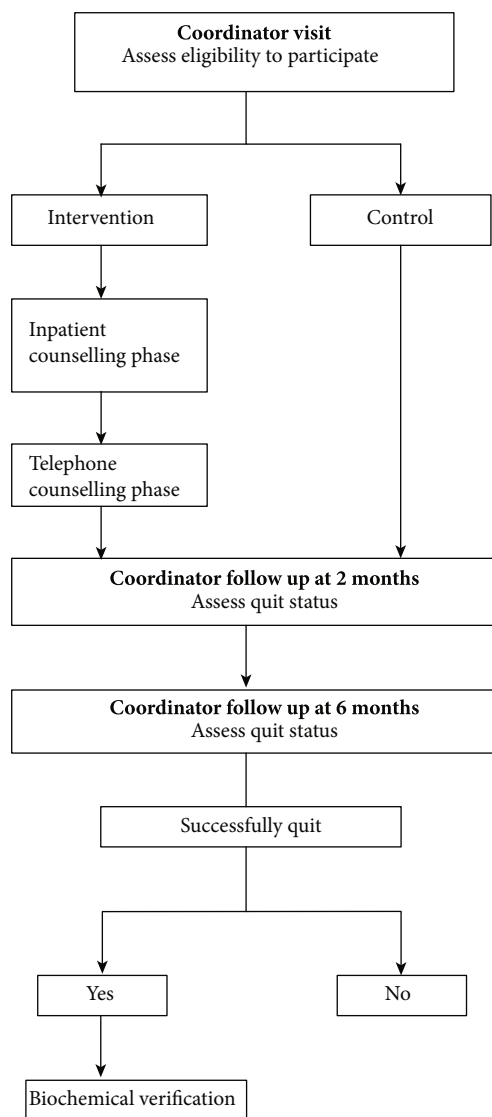 Coordinator visit
Assess eligibility to participate
Intervention
Control
Inpatient
counselling phase
Telephone
counselling phase
Coordinator follow up at 2 months
Assess quit status
Coordinator follow up at 6 months
Assess quit status
Successfully quit
Yes
No
Biochemical verification